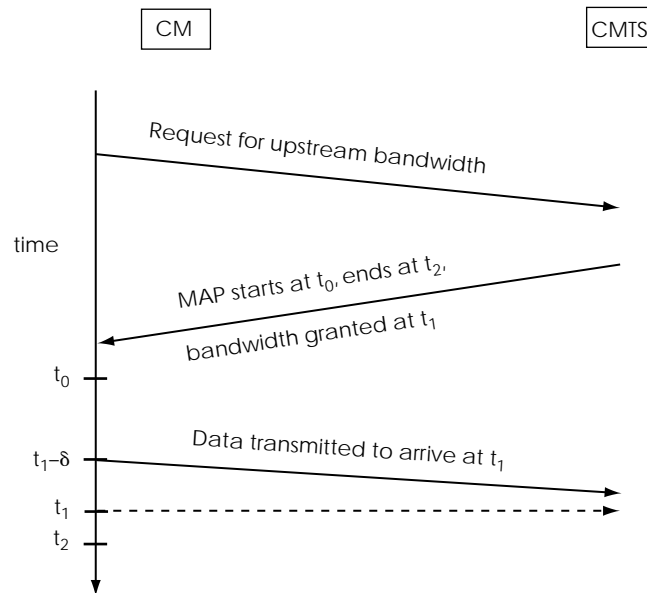 CM
CMTS
Request for upstream bandwidth
time
MAP starts at t0, ends at t2,
bandwidth granted at t1
t0
Data transmitted to arrive at t1
t1–δ
t1
t2